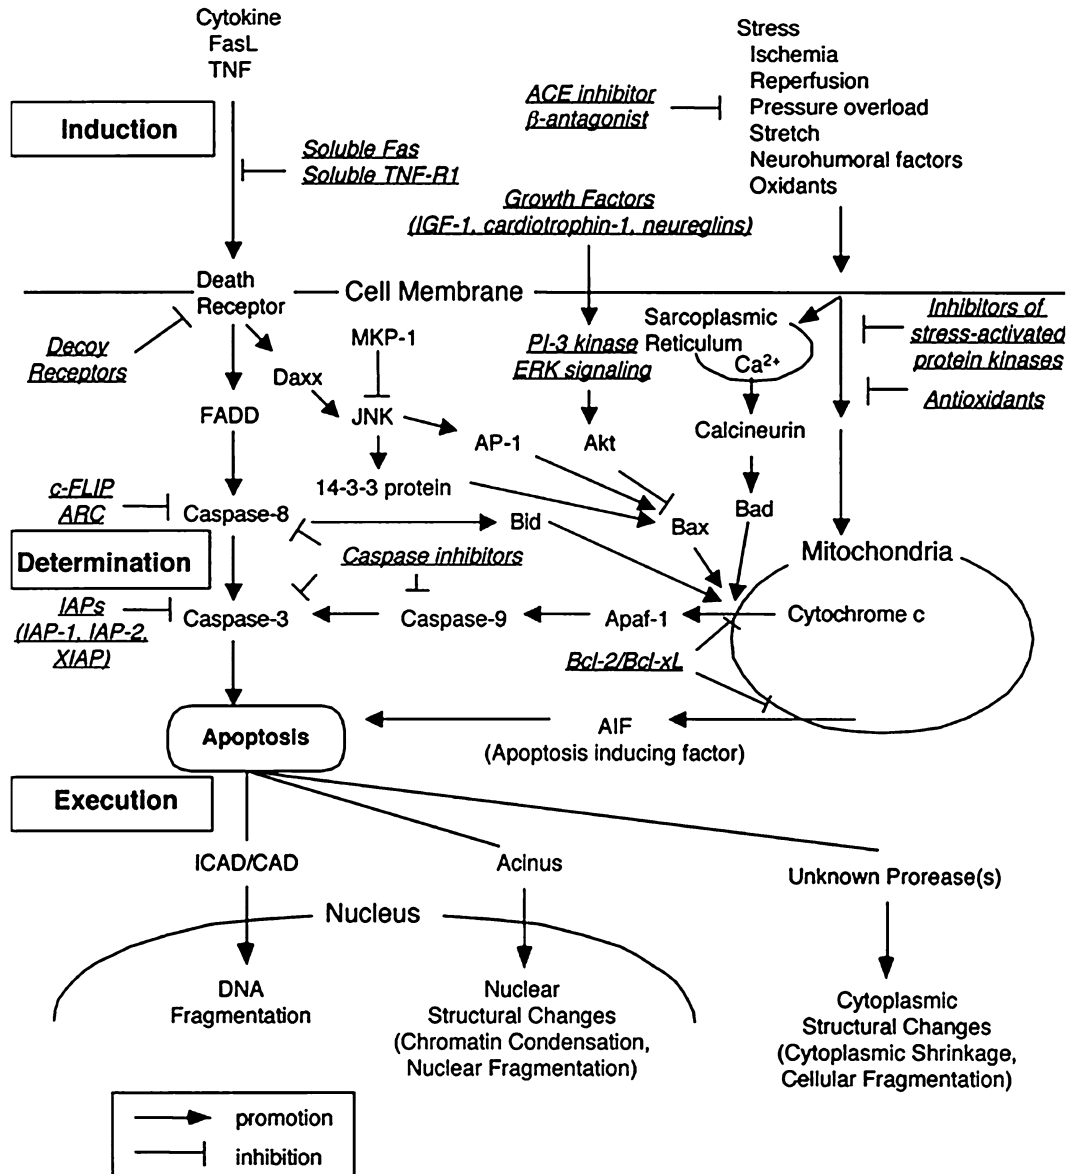 Cytokine
FasL
TNF
Stress
Ischemia
Reperfusion
Pressure overload
Stretch
Neurohumoral factors
Oxidants
ACE inhibitor
β-antagonist
Induction
Soluble Fas
Soluble TNF-R1
Growth Factors
(IGF-1, cardiotrophin-1, neureglins)
Death
Receptor
Cell Membrane
Decoy
Receptors
MKP-1
PI-3 kinase
ERK signaling
Sarcoplasmic
Reticulum
Ca2+
Inhibitors of
stress-activated
protein kinases
Antioxidants
Daxx
FADD
JNK
AP-1
Akt
Calcineurin
c-FLIP
ARC
Caspase-8
14-3-3 protein
Bid
Bax
Bad
Determination
Caspase inhibitors
Mitochondria
IAPs
(IAP-1, IAP-2,
XIAP)
Caspase-3
Caspase-9
Apaf-1
Cytochrome c
Bcl-2/Bcl-xL
Apoptosis
AIF
(Apoptosis inducing factor)
Execution
ICAD/CAD
Acinus
Unknown Prorease(s)
Nucleus
DNA
Fragmentation
Nuclear
Structural Changes
(Chromatin Condensation,
Nuclear Fragmentation)
Cytoplasmic
Structural Changes
(Cytoplasmic Shrinkage,
Cellular Fragmentation)
promotion
inhibition